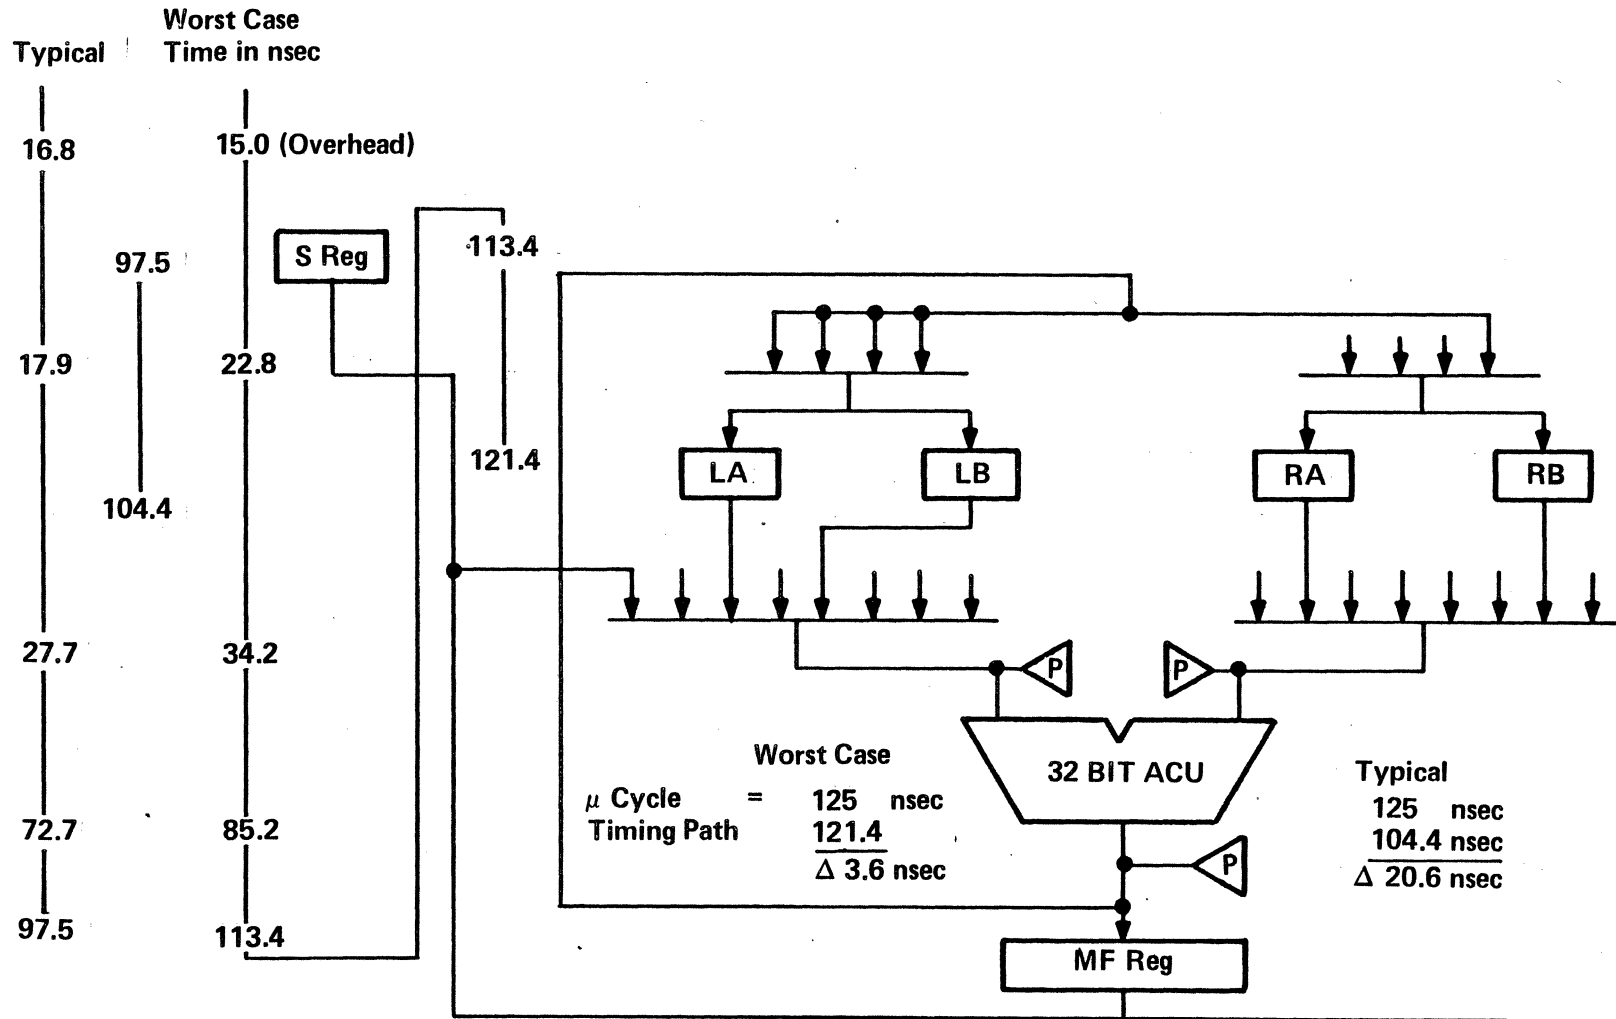 Worst Case
Typical Time in nsec
16.8 15.0 (Overhead)
97.5 S Reg 113.4
17.9 22.8
121.4
LA LB RA RB
104.4
27.7 34.2
P P
32 BIT ACU
Worst Case
μ Cycle = 125 nsec
Timing Path 121.4
Δ 3.6 nsec
Typical
125 nsec
104.4 nsec
Δ 20.6 nsec
72.7 85.2
P
97.5 113.4
MF Reg